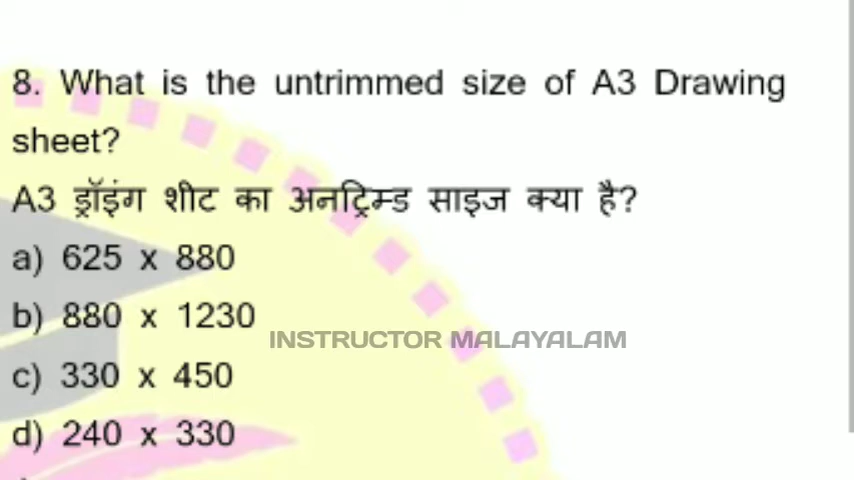 8. What is the untrimmed size of A3 Drawing
sheet?
A3 ड्रॉइंग शीट का अनट्रिम्ड साइज क्या है?
a) 625 x 880
b) 880 x 1230
INSTRUCTOR MALAYALAM
c) 330 x 450
d) 240 x 330